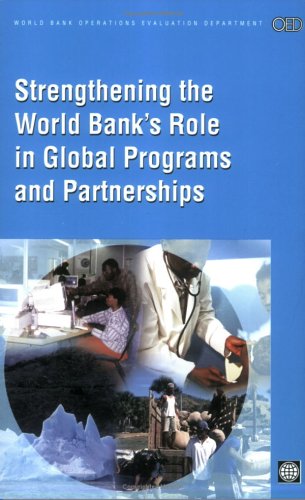 WORLD BANK OPERATIONS EVALUATION DEPARTMENT
OED
Strengthening the
World Bank's Role
in Global Programs
and Partnerships